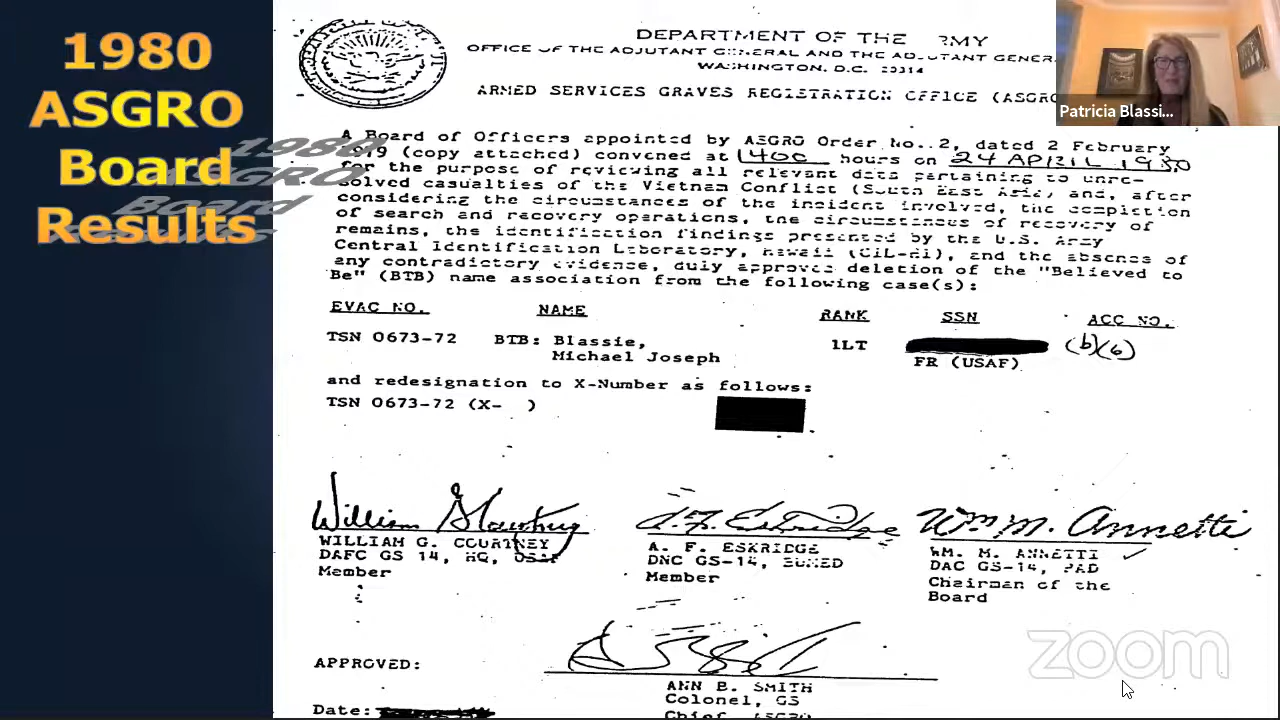 1980
ASGRO
Board
Results
DEPARTMENT OF THE
OFFICE OF THE ADJUTANT GENERAL AND THE ADJUTANT GENERA
WASHINGTON, D.C. 20314
ARMED SERVICES GRAVES REGISTRATION OFFICE (ASGRO
Patricia Blassi...
A Board of Officers appointed by ASGRO Order No. 2, dated 2 February
(copy attached) convened at 1400 hours on 24 APRIL 1980
for the purpose of reviewing all relevant data pertaining to unre-
solved casualties of the Vietnam Conflict (South East Asia) and, after
considering the circumstances of the incident involved, the completion
of search and recovery operations, the circumstances of recovery of
remains, the identification findings presented by the U.S. Army
Central Identification Laboratory, Hawaii (CIL-HI), and the absense of
any contradictory evidence, duly approves deletion of the "Believed to
Be" (BTB) name association from the following case(s):
EVAC NO. NAME RANK SSN ACC NO.
TSN 0673-72 BTB: Blassie, 1LT (b)(6)
Michael Joseph FR (USAF)
and redesignation to X-Number as follows:
TSN 0673-72 (X- )
WILLIAM G. COURTNEY A. F. ESKRIDGE WM. M. ANNETTI
DAFC GS 14, HQ, USAF DNC GS-14, BUMED DAC GS-14, PAD
Member Member Chairman of the
Board
APPROVED:
ANN B. SMITH
Colonel, GS
Date: Chief, ASGRO
zoom